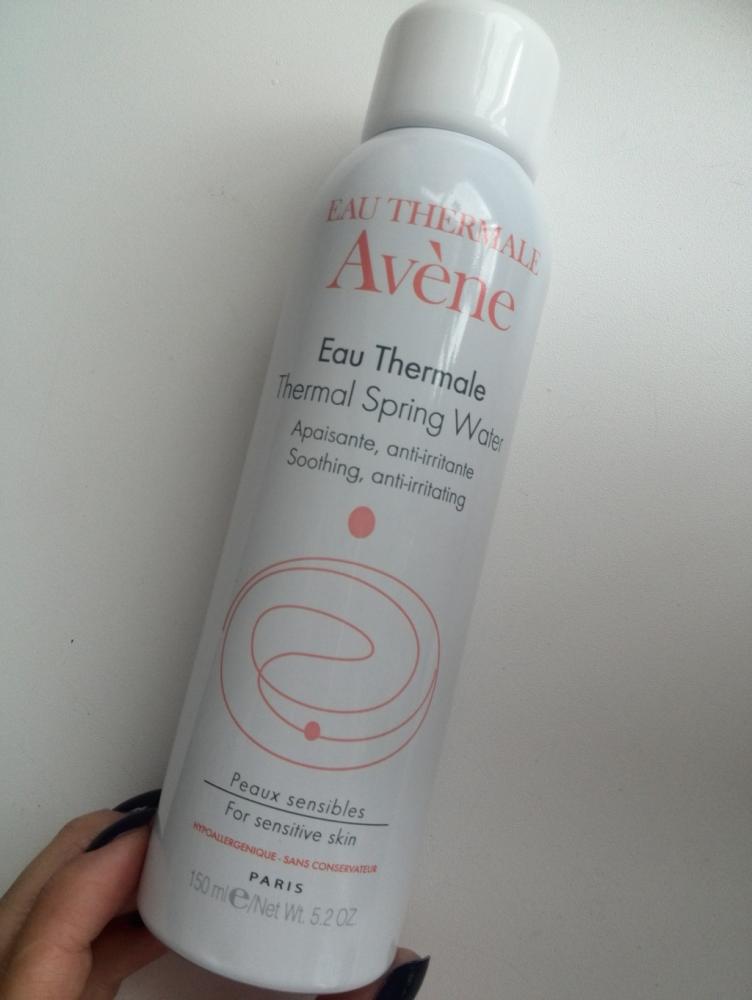 EAU THERMALE
Avène
Eau Thermale
Thermal Spring Water
Apaisante, anti-irritante
Soothing, anti-irritating
Peaux sensibles
For sensitive skin
HYPOALLERGENIQUE - SANS CONSERVATEUR
PARIS
150 ml e/Net Wt. 5.2 OZ.